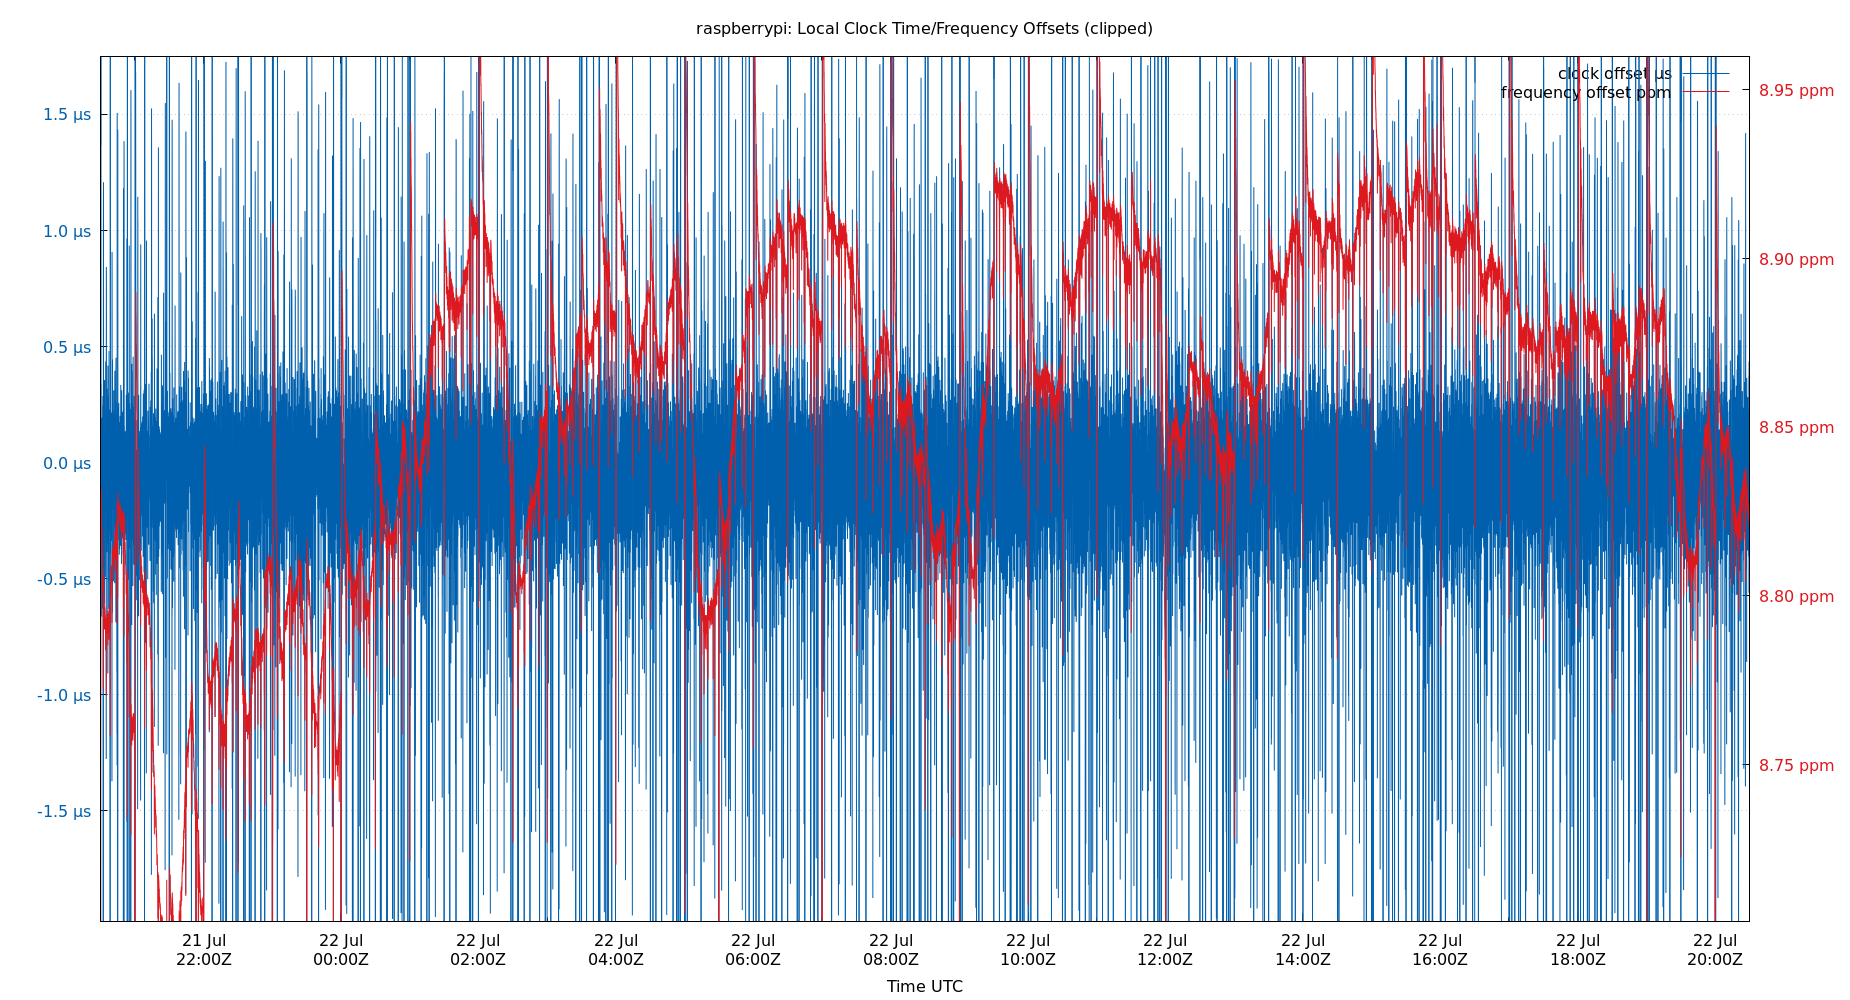 raspberrypi: Local Clock Time/Frequency Offsets (clipped)
clock offset µs
frequency offset ppm
1.5 µs
1.0 µs
0.5 µs
0.0 µs
-0.5 µs
-1.0 µs
-1.5 µs
8.95 ppm
8.90 ppm
8.85 ppm
8.80 ppm
8.75 ppm
21 Jul
22:00Z
22 Jul
00:00Z
22 Jul
02:00Z
22 Jul
04:00Z
22 Jul
06:00Z
22 Jul
08:00Z
22 Jul
10:00Z
22 Jul
12:00Z
22 Jul
14:00Z
22 Jul
16:00Z
22 Jul
18:00Z
22 Jul
20:00Z
Time UTC